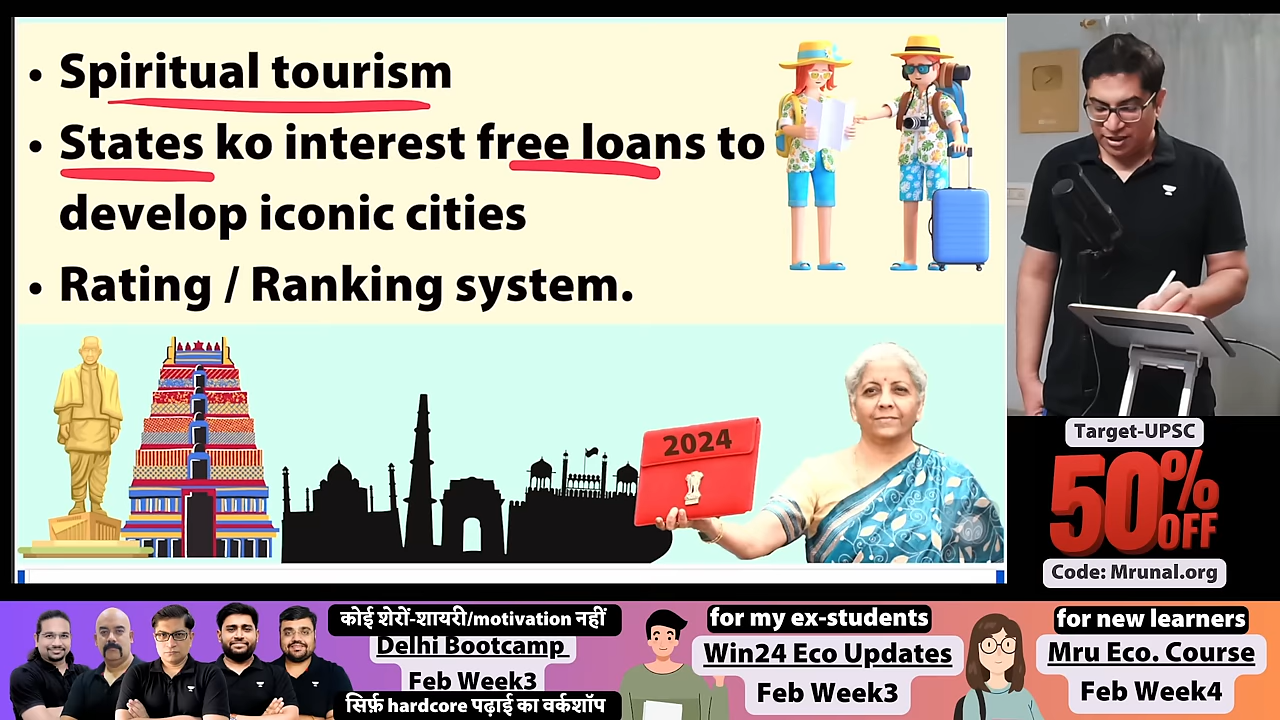 • Spiritual tourism
• States ko interest free loans to
develop iconic cities
• Rating / Ranking system.
2024
Target-UPSC
50%
OFF
Code: Mrunal.org
कोई शेरों-शायरी/motivation नहीं
Delhi Bootcamp
Feb Week3
सिर्फ़ hardcore पढ़ाई का वर्कशॉप
for my ex-students
Win24 Eco Updates
Feb Week3
for new learners
Mru Eco. Course
Feb Week4